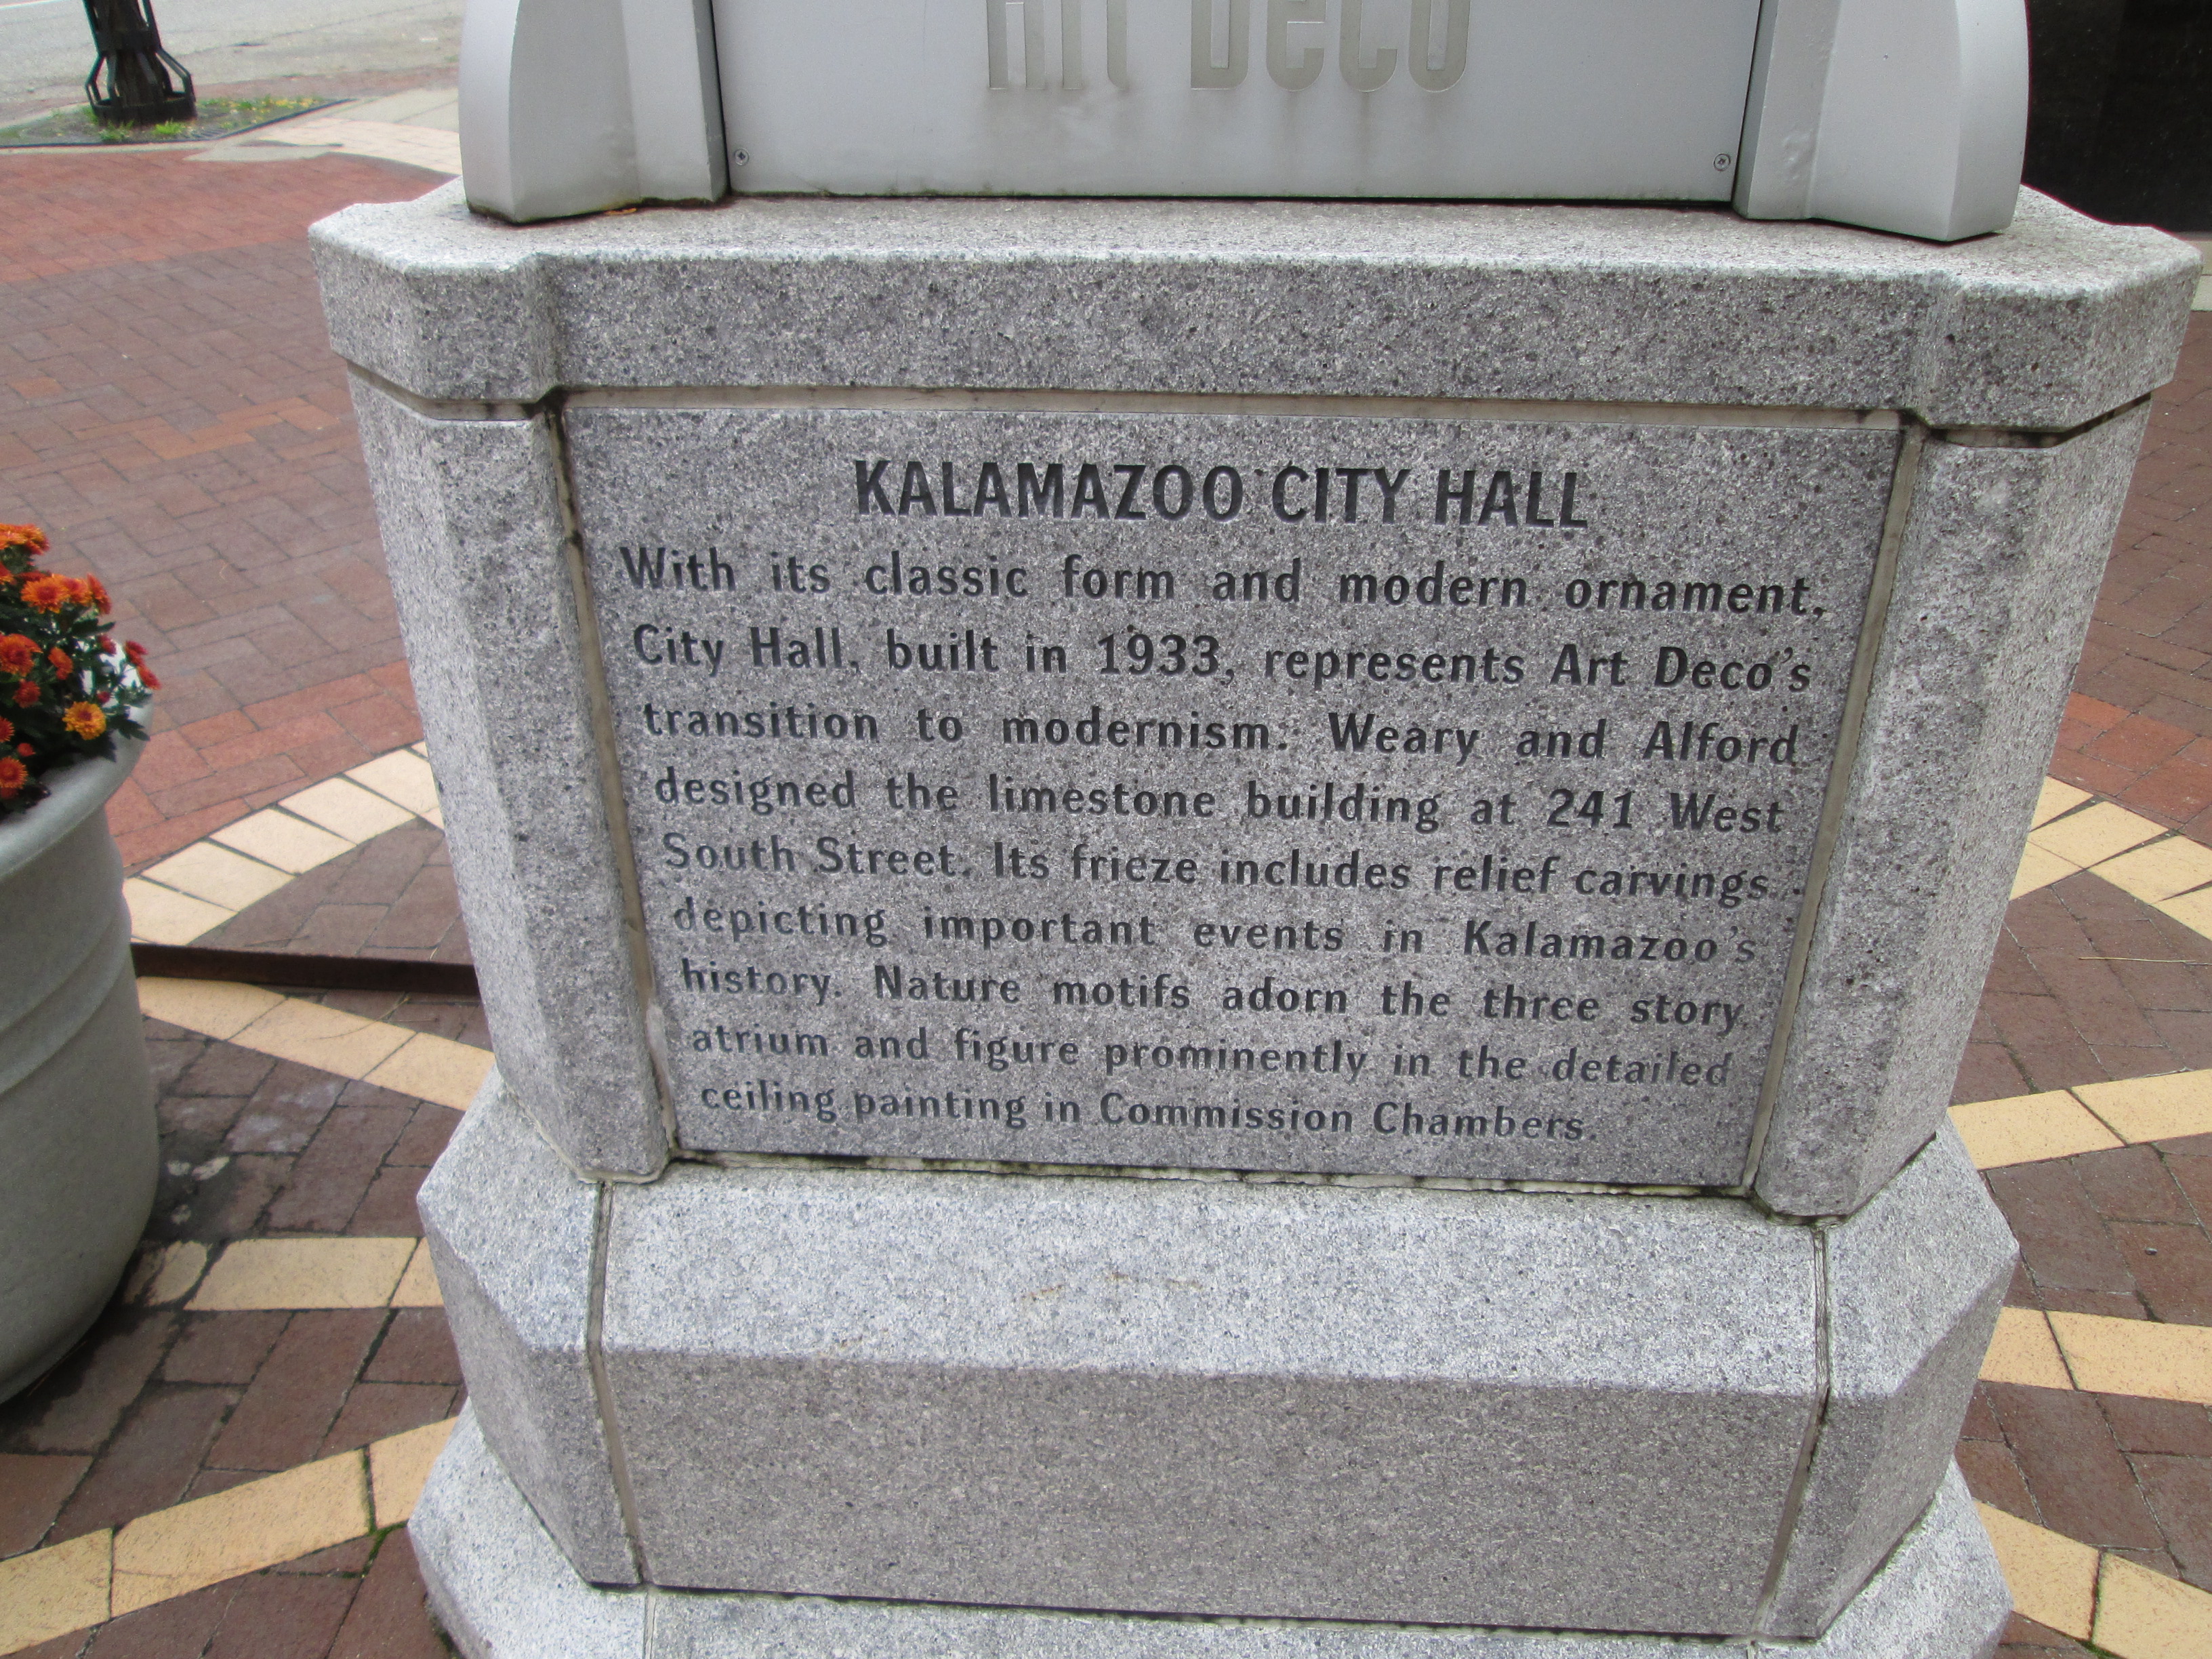 Art Deco
KALAMAZOO CITY HALL
With its classic form and modern ornament,
City Hall, built in 1933, represents Art Deco's
transition to modernism. Weary and Alford
designed the limestone building at 241 West
South Street. Its frieze includes relief carvings
depicting important events in Kalamazoo's
history. Nature motifs adorn the three story
atrium and figure prominently in the detailed
ceiling painting in Commission Chambers.